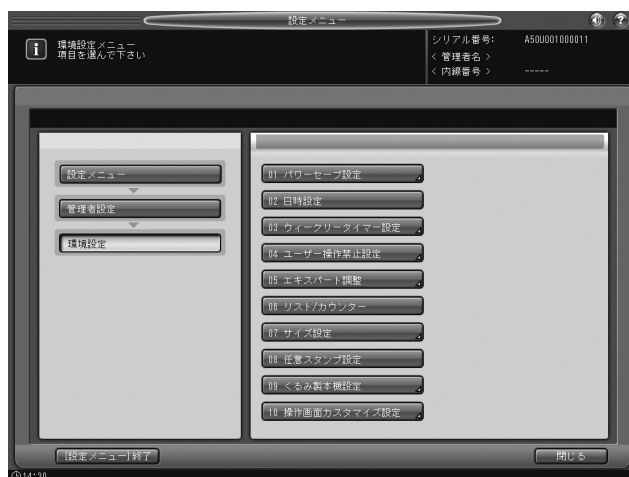 設定メニュー
環境設定メニュー
項目を選んで下さい
シリアル番号: A50U001000011
< 管理者名 >
< 内線番号 > -----
設定メニュー
管理者設定
環境設定
01 パワーセーブ設定
02 日時設定
03 ウィークリータイマー設定
04 ユーザー操作禁止設定
05 エキスパート調整
06 リスト/カウンター
07 サイズ設定
08 任意スタンプ設定
09 くるみ製本機設定
10 操作画面カスタマイズ設定
[設定メニュー]終了
閉じる
14:30